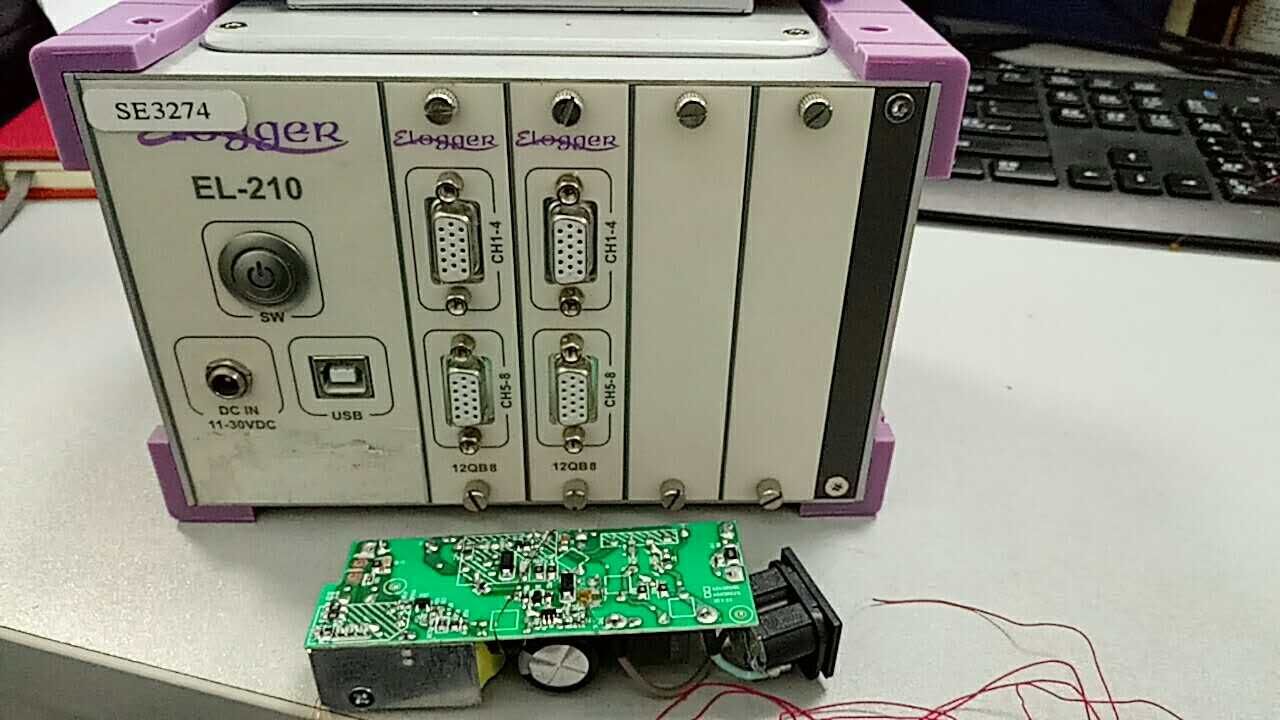 SE3274
Elogger
EL-210
SW
DC IN
11-30VDC
USB
Elogger
CH1-4
CH5-8
12QB8
Elogger
CH1-4
CH5-8
12QB8